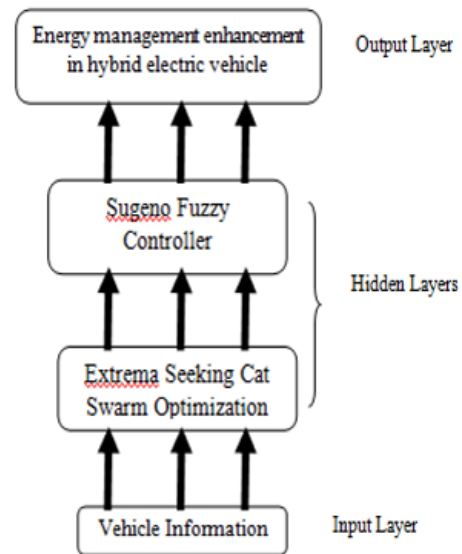 Energy management enhancement
in hybrid electric vehicle
Output Layer
Sugeno Fuzzy
Controller
Hidden Layers
Extrema Seeking Cat
Swarm Optimization
Vehicle Information
Input Layer